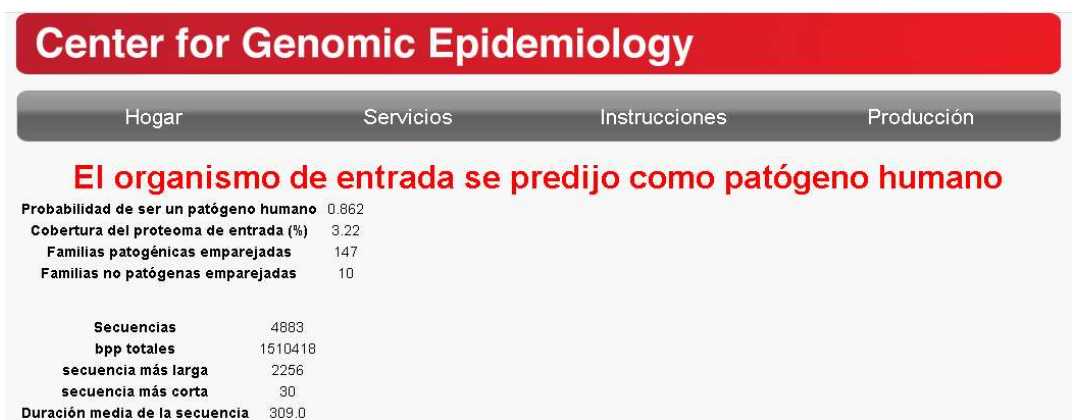 Center for Genomic Epidemiology
Hogar Servicios Instrucciones Producción
El organismo de entrada se predijo como patógeno humano
Probabilidad de ser un patógeno humano 0.862
Cobertura del proteoma de entrada (%) 3.22
Familias patogénicas emparejadas 147
Familias no patógenas emparejadas 10
Secuencias 4883
bpp totales 1510418
secuencia más larga 2256
secuencia más corta 30
Duración media de la secuencia 309.0